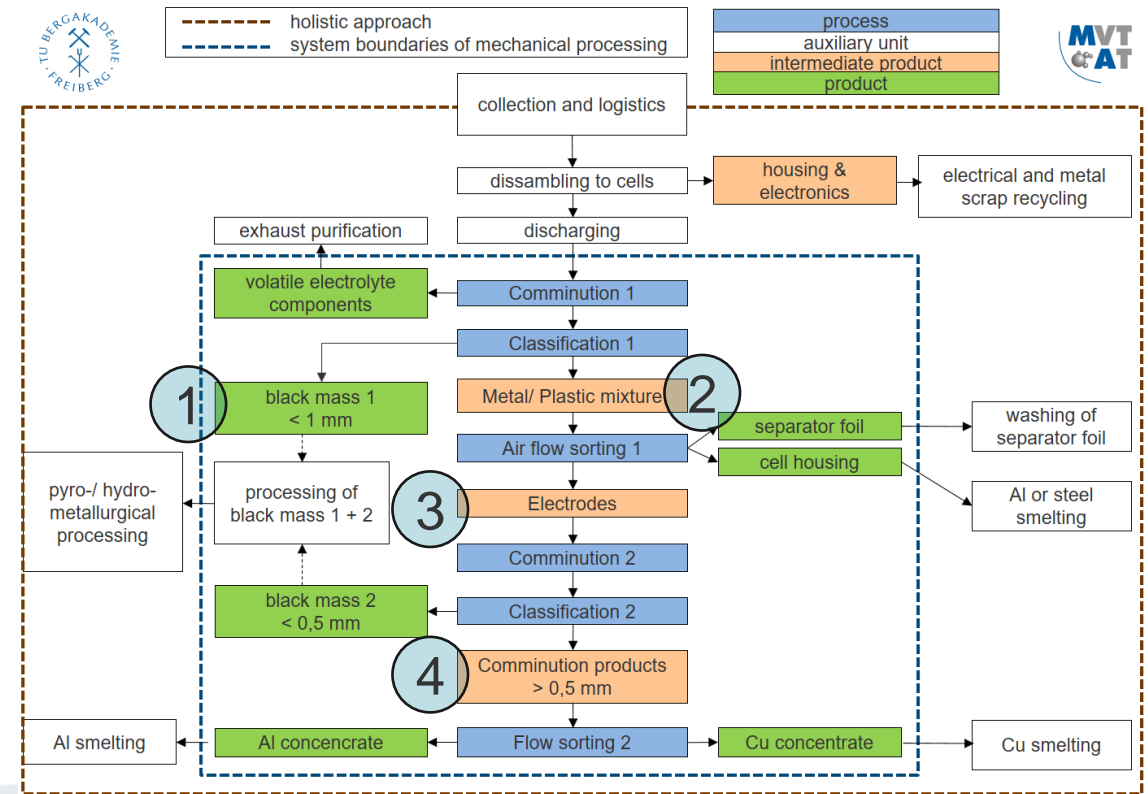 TU BERGAKADEMIE
· FREIBERG ·
holistic approach
system boundaries of mechanical processing
process
auxiliary unit
intermediate product
product
MVT
AT
collection and logistics
dissambling to cells
housing &
electronics
electrical and metal
scrap recycling
exhaust purification
discharging
volatile electrolyte
components
Comminution 1
Classification 1
1
black mass 1
< 1 mm
Metal/ Plastic mixture
2
separator foil
washing of
separator foil
Air flow sorting 1
cell housing
pyro-/ hydro-
metallurgical
processing
processing of
black mass 1 + 2
3
Electrodes
Al or steel
smelting
Comminution 2
black mass 2
< 0,5 mm
Classification 2
4
Comminution products
> 0,5 mm
Al smelting
Al concencrate
Flow sorting 2
Cu concentrate
Cu smelting